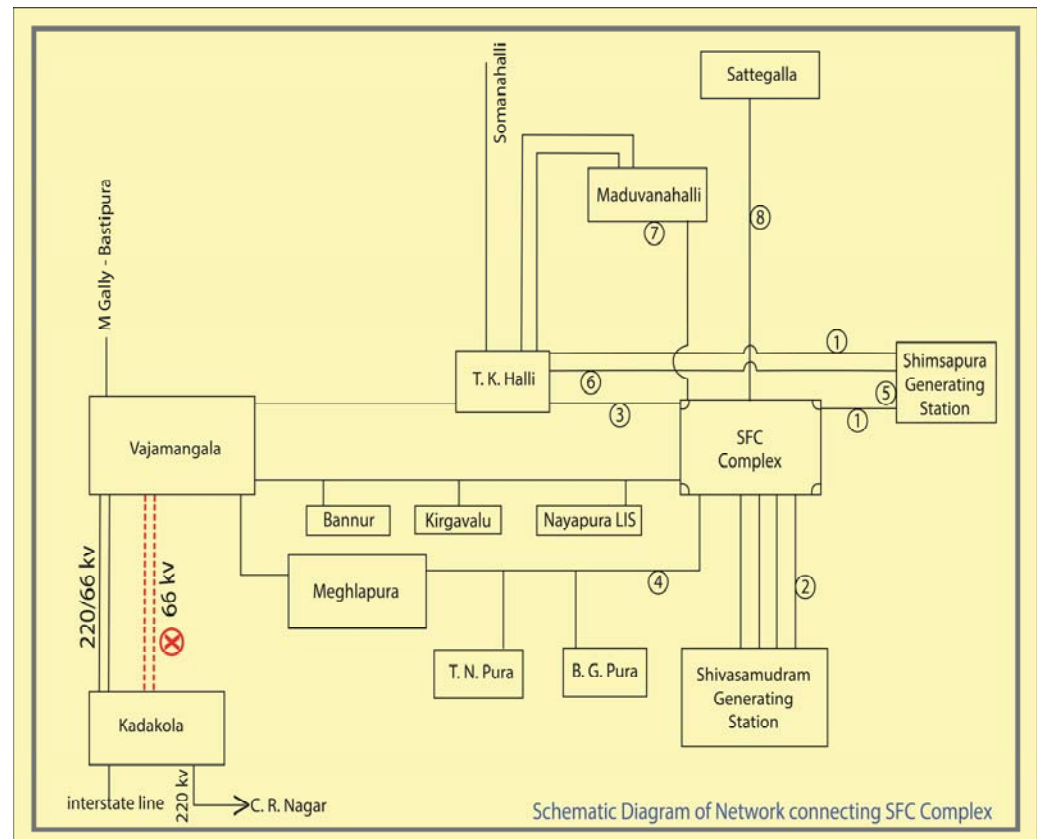 Sattegalla
Somanahalli
Maduvanahalli
7
8
M Gally - Bastipura
1
T. K. Halli
6
Shimsapura
Generating
Station
5
3
1
Vajamangala
SFC
Complex
Bannur
Kirgavalu
Nayapura LIS
Meghlapura
4
2
220/66 kv
66 kv
T. N. Pura
B. G. Pura
Shivasamudram
Generating
Station
Kadakola
interstate line
220 kv
C. R. Nagar
Schematic Diagram of Network connecting SFC Complex